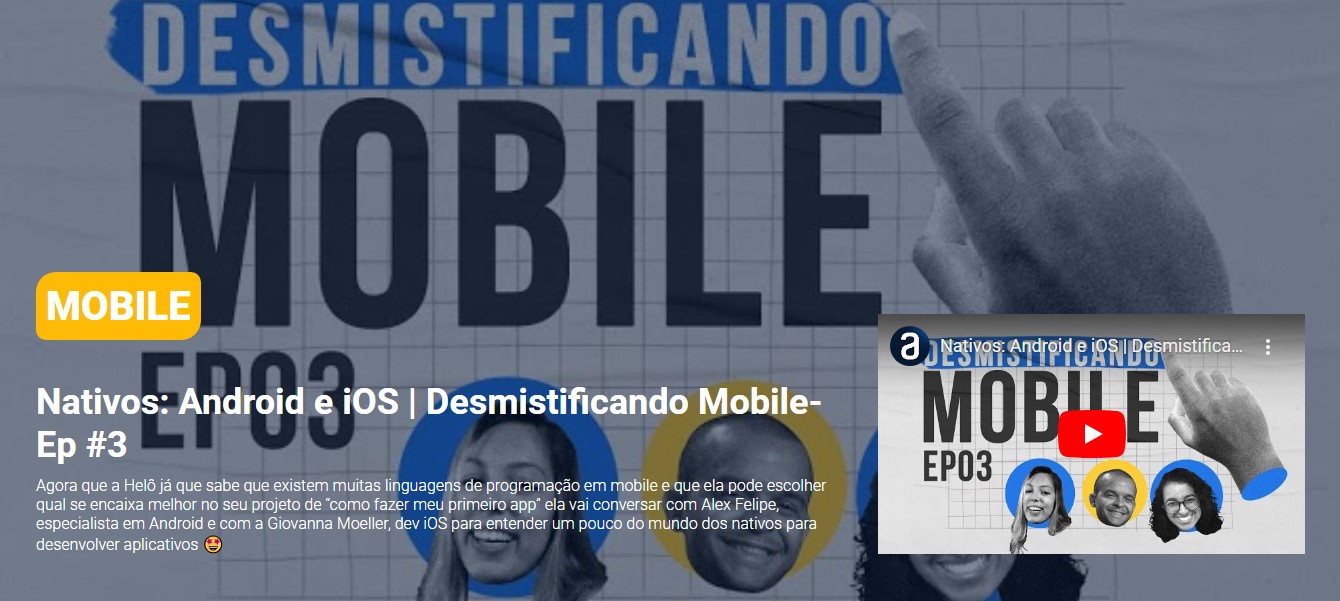 DESMISTIFICANDO
MOBILE
EP03
MOBILE
Nativos: Android e iOS | Desmistificando Mobile-
Ep #3
Agora que a Helô já que sabe que existem muitas linguagens de programação em mobile e que ela pode escolher
qual se encaixa melhor no seu projeto de “como fazer meu primeiro app” ela vai conversar com Alex Felipe,
especialista em Android e com a Giovanna Moeller, dev iOS para entender um pouco do mundo dos nativos para
desenvolver aplicativos 🤩
a
Nativos: Android e iOS | Desmistifica...
DESMISTIFICANDO
MOBILE
EP03